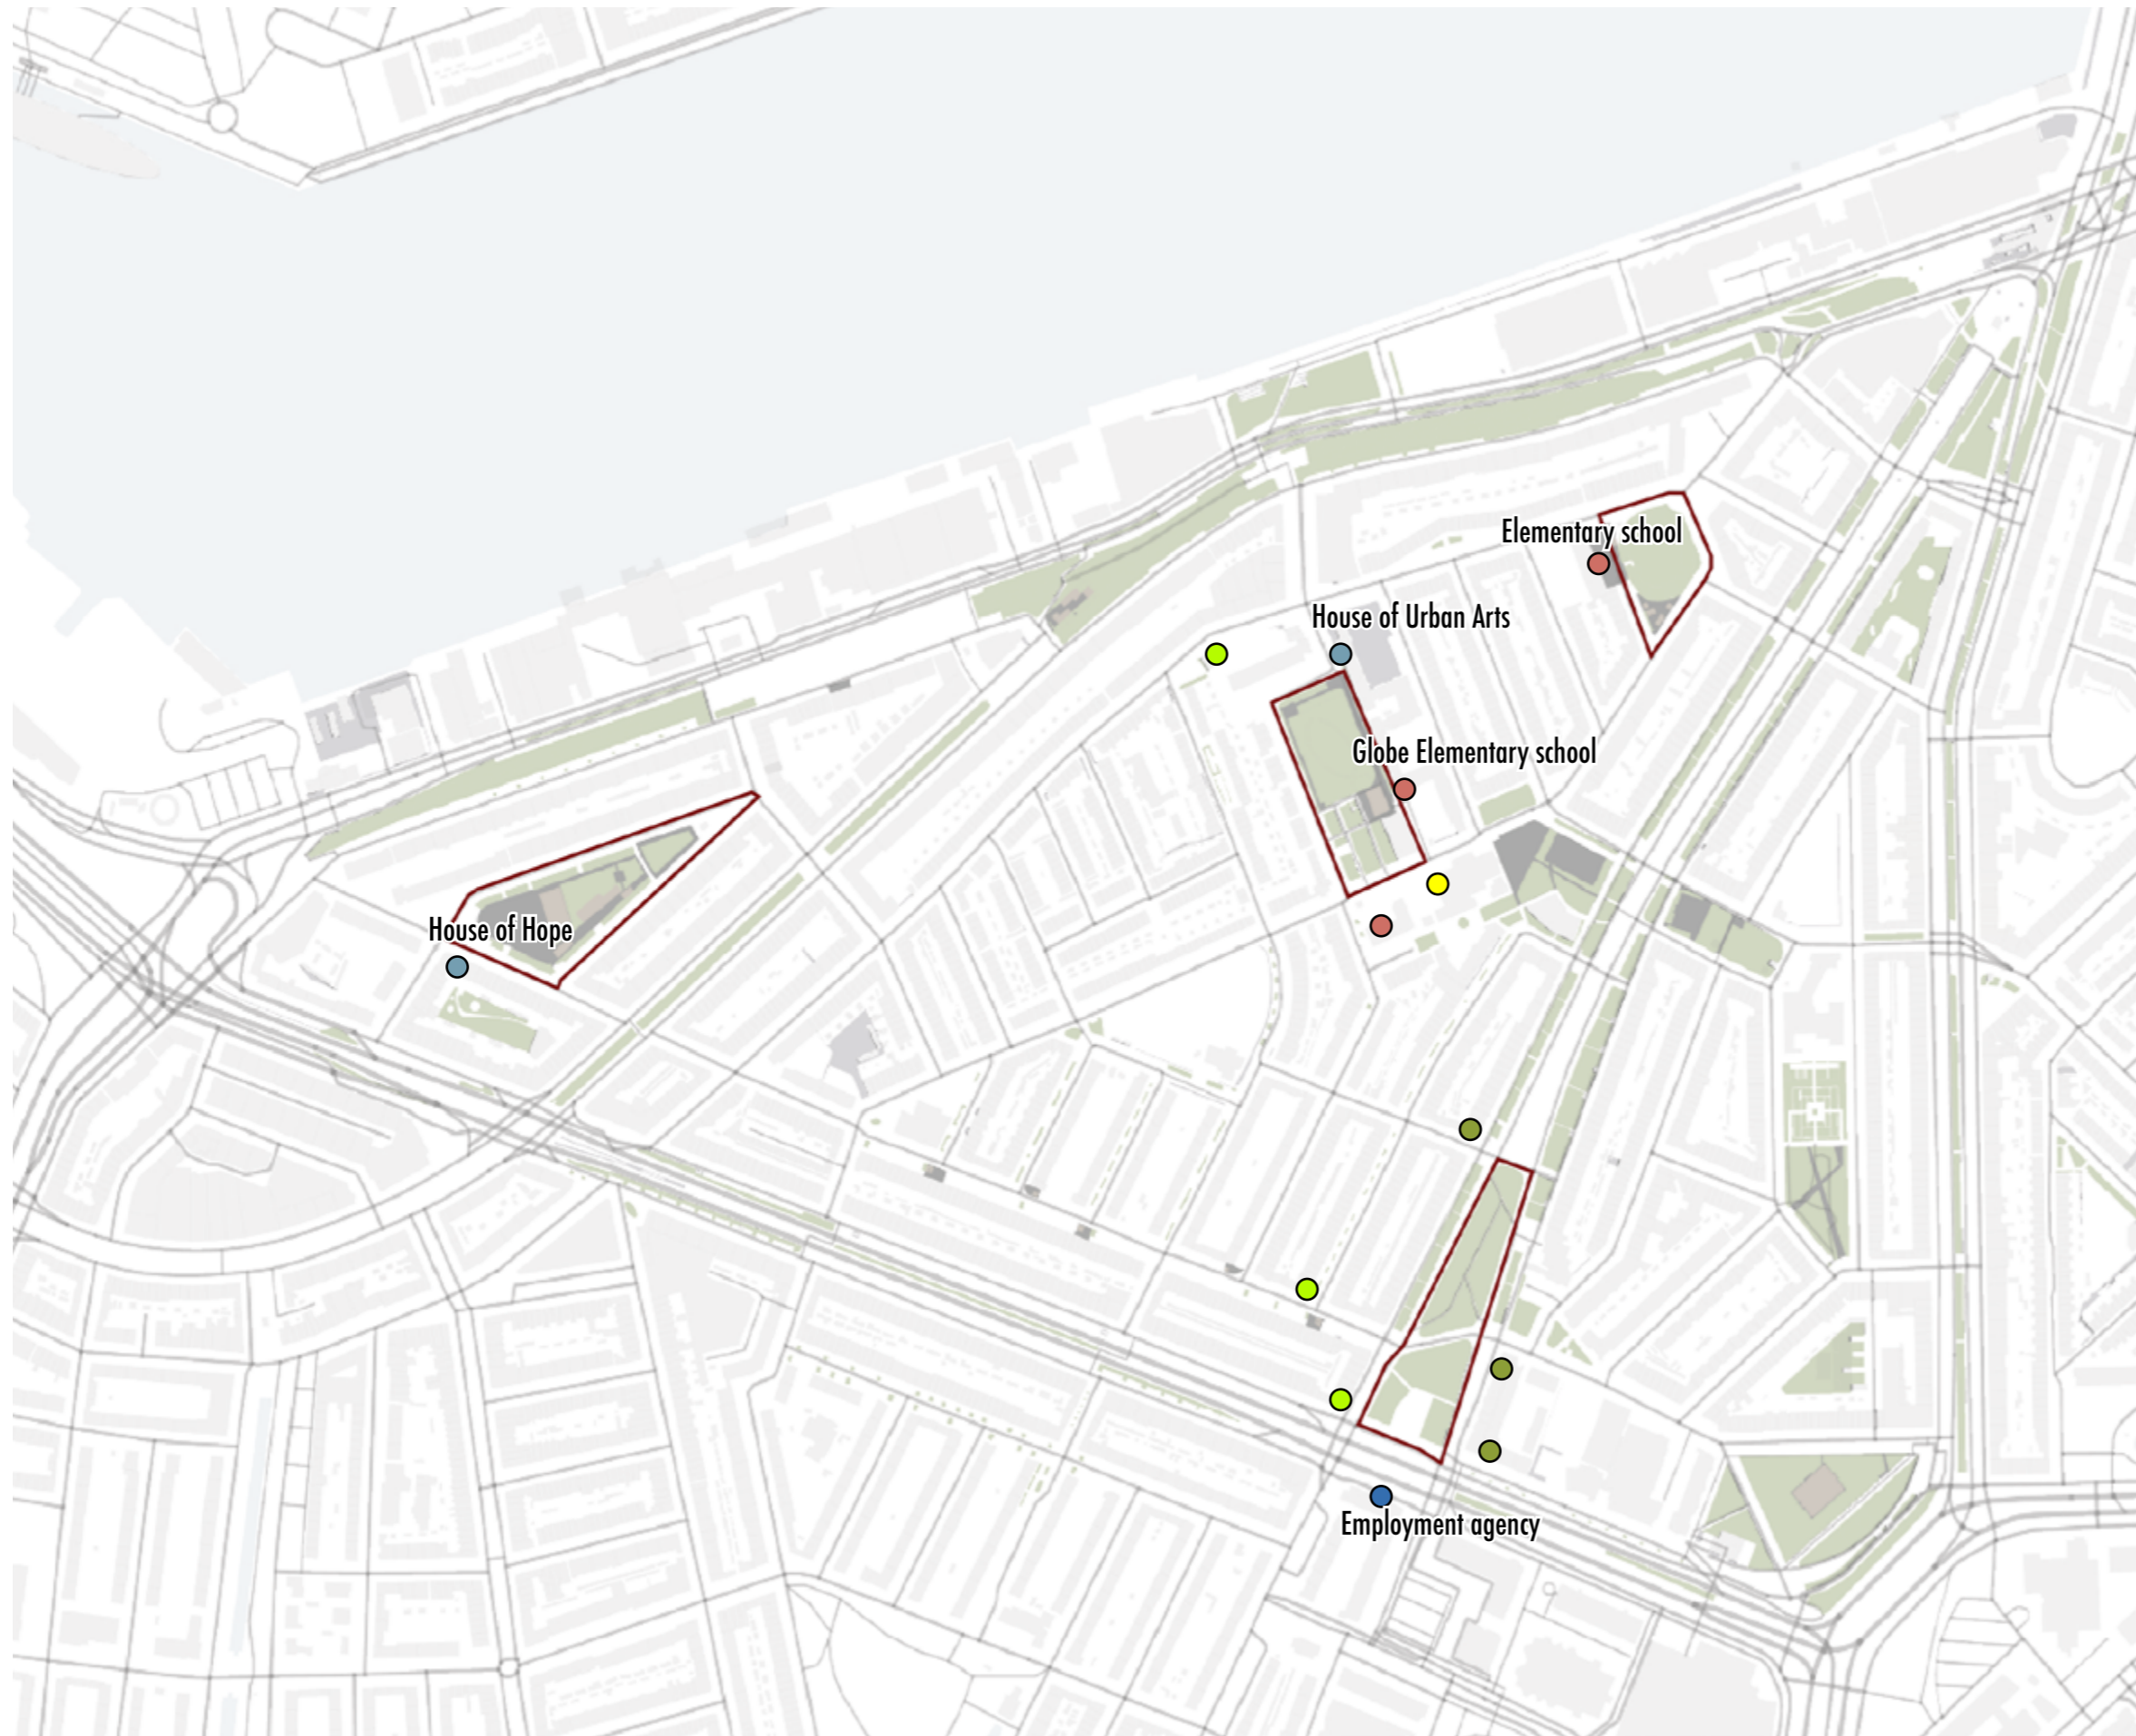 Elementary school
House of Urban Arts
Globe Elementary school
House of Hope
Employment agency